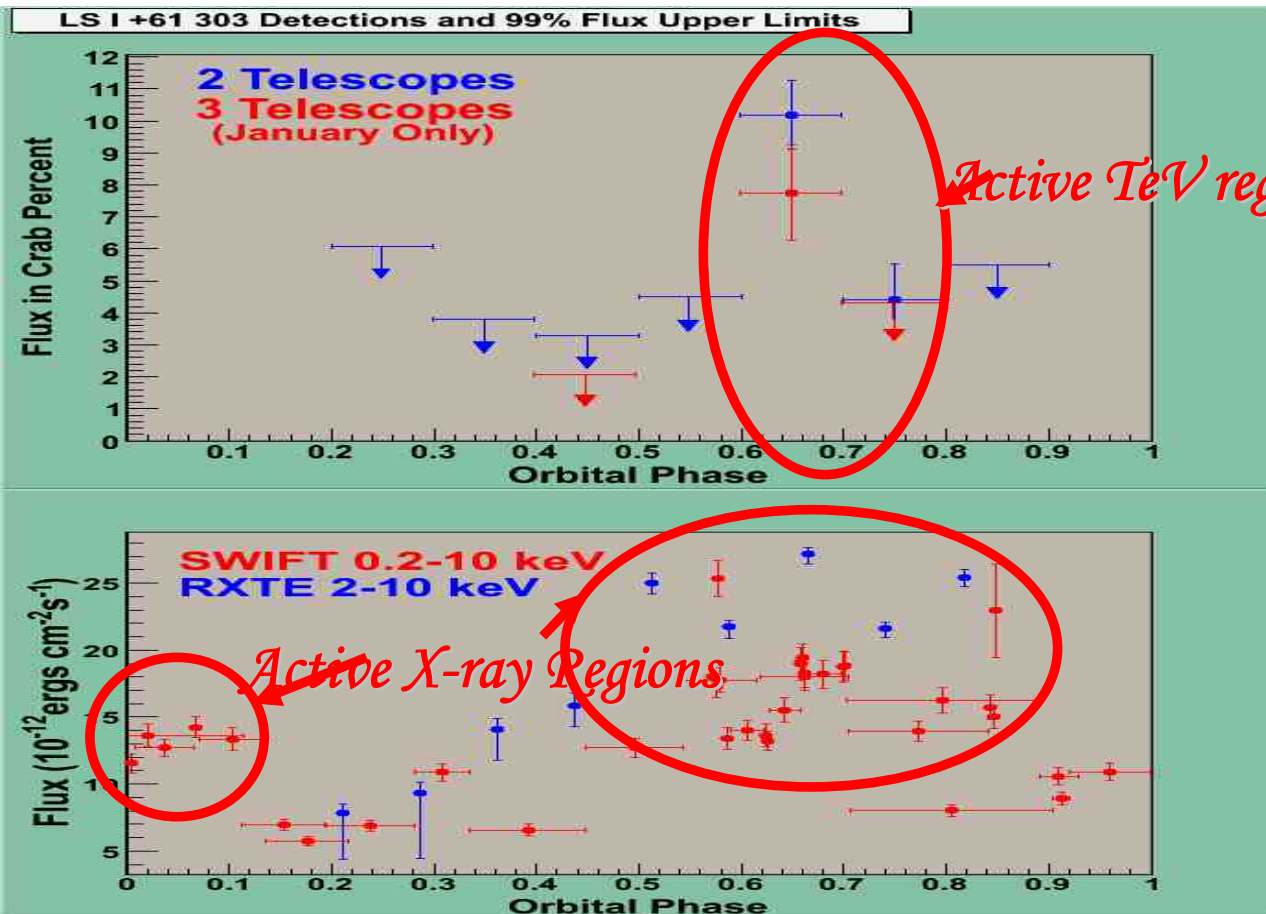 LS I +61 303 Detections and 99% Flux Upper Limits
2 Telescopes
3 Telescopes
(January Only)
Active TeV reg
Flux in Crab Percent
12
11
10
9
8
7
6
5
4
3
2
1
0
0.1 0.2 0.3 0.4 0.5 0.6 0.7 0.8 0.9 1
Orbital Phase
SWIFT 0.2-10 keV
RXTE 2-10 keV
Active X-ray Regions
Flux (10⁻¹²ergs cm⁻²s⁻¹)
25
20
5
10
5
0 0.1 0.2 0.3 0.4 0.5 0.6 0.7 0.8 0.9 1
Orbital Phase